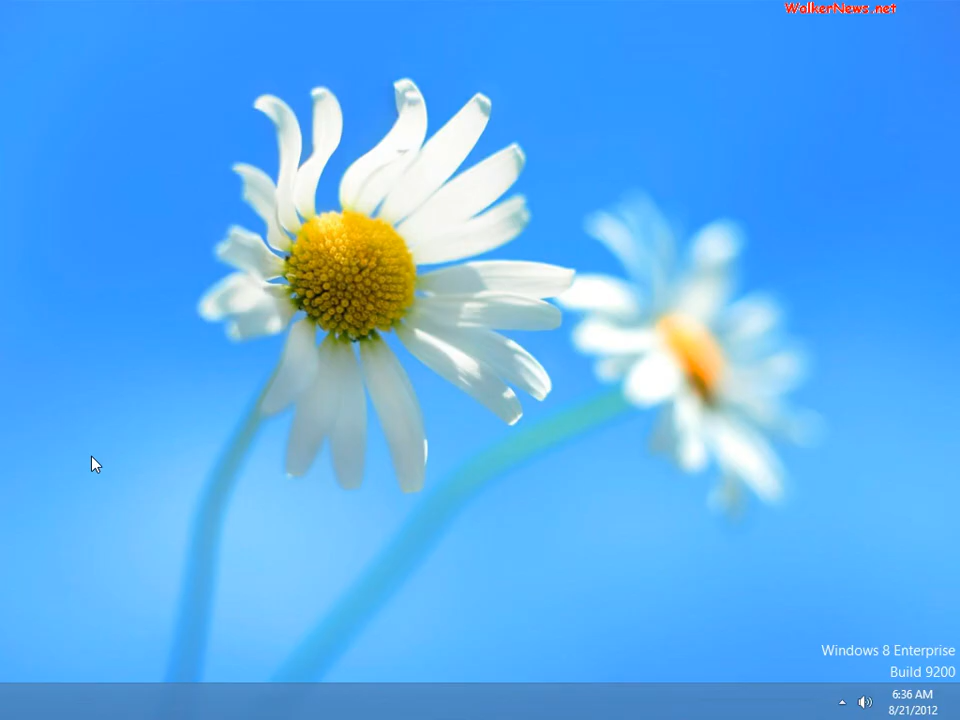 WalkerNews.net
Windows 8 Enterprise
Build 9200
6:36 AM
8/21/2012